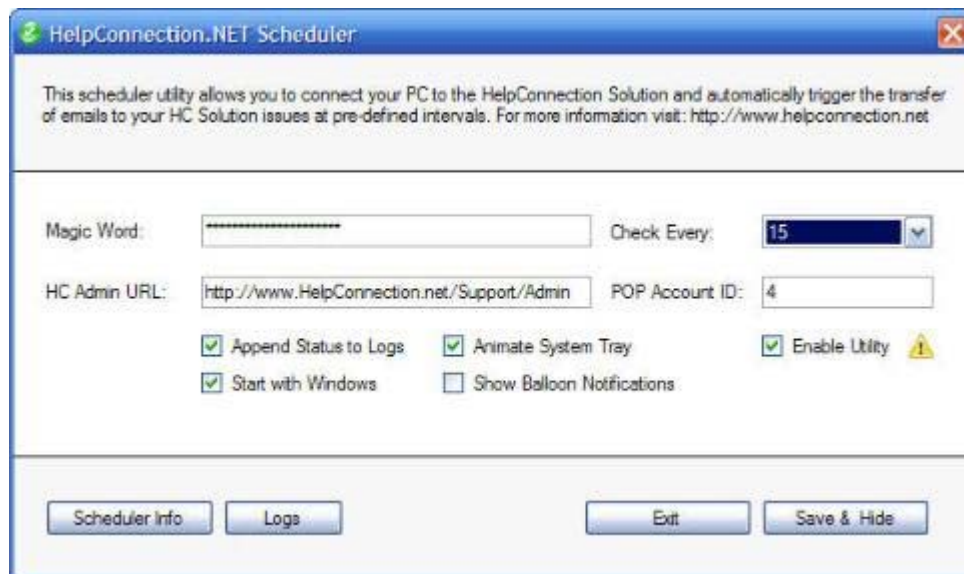 HelpConnection.NET Scheduler
This scheduler utility allows you to connect your PC to the HelpConnection Solution and automatically trigger the transfer
of emails to your HC Solution issues at pre-defined intervals. For more information visit: http://www.helpconnection.net
Magic Word: Check Every: 15
HC Admin URL: http://www.HelpConnection.net/Support/Admin POP Account ID: 4
Append Status to Logs Animate System Tray Enable Utility
Start with Windows Show Balloon Notifications
Scheduler Info Logs Exit Save & Hide